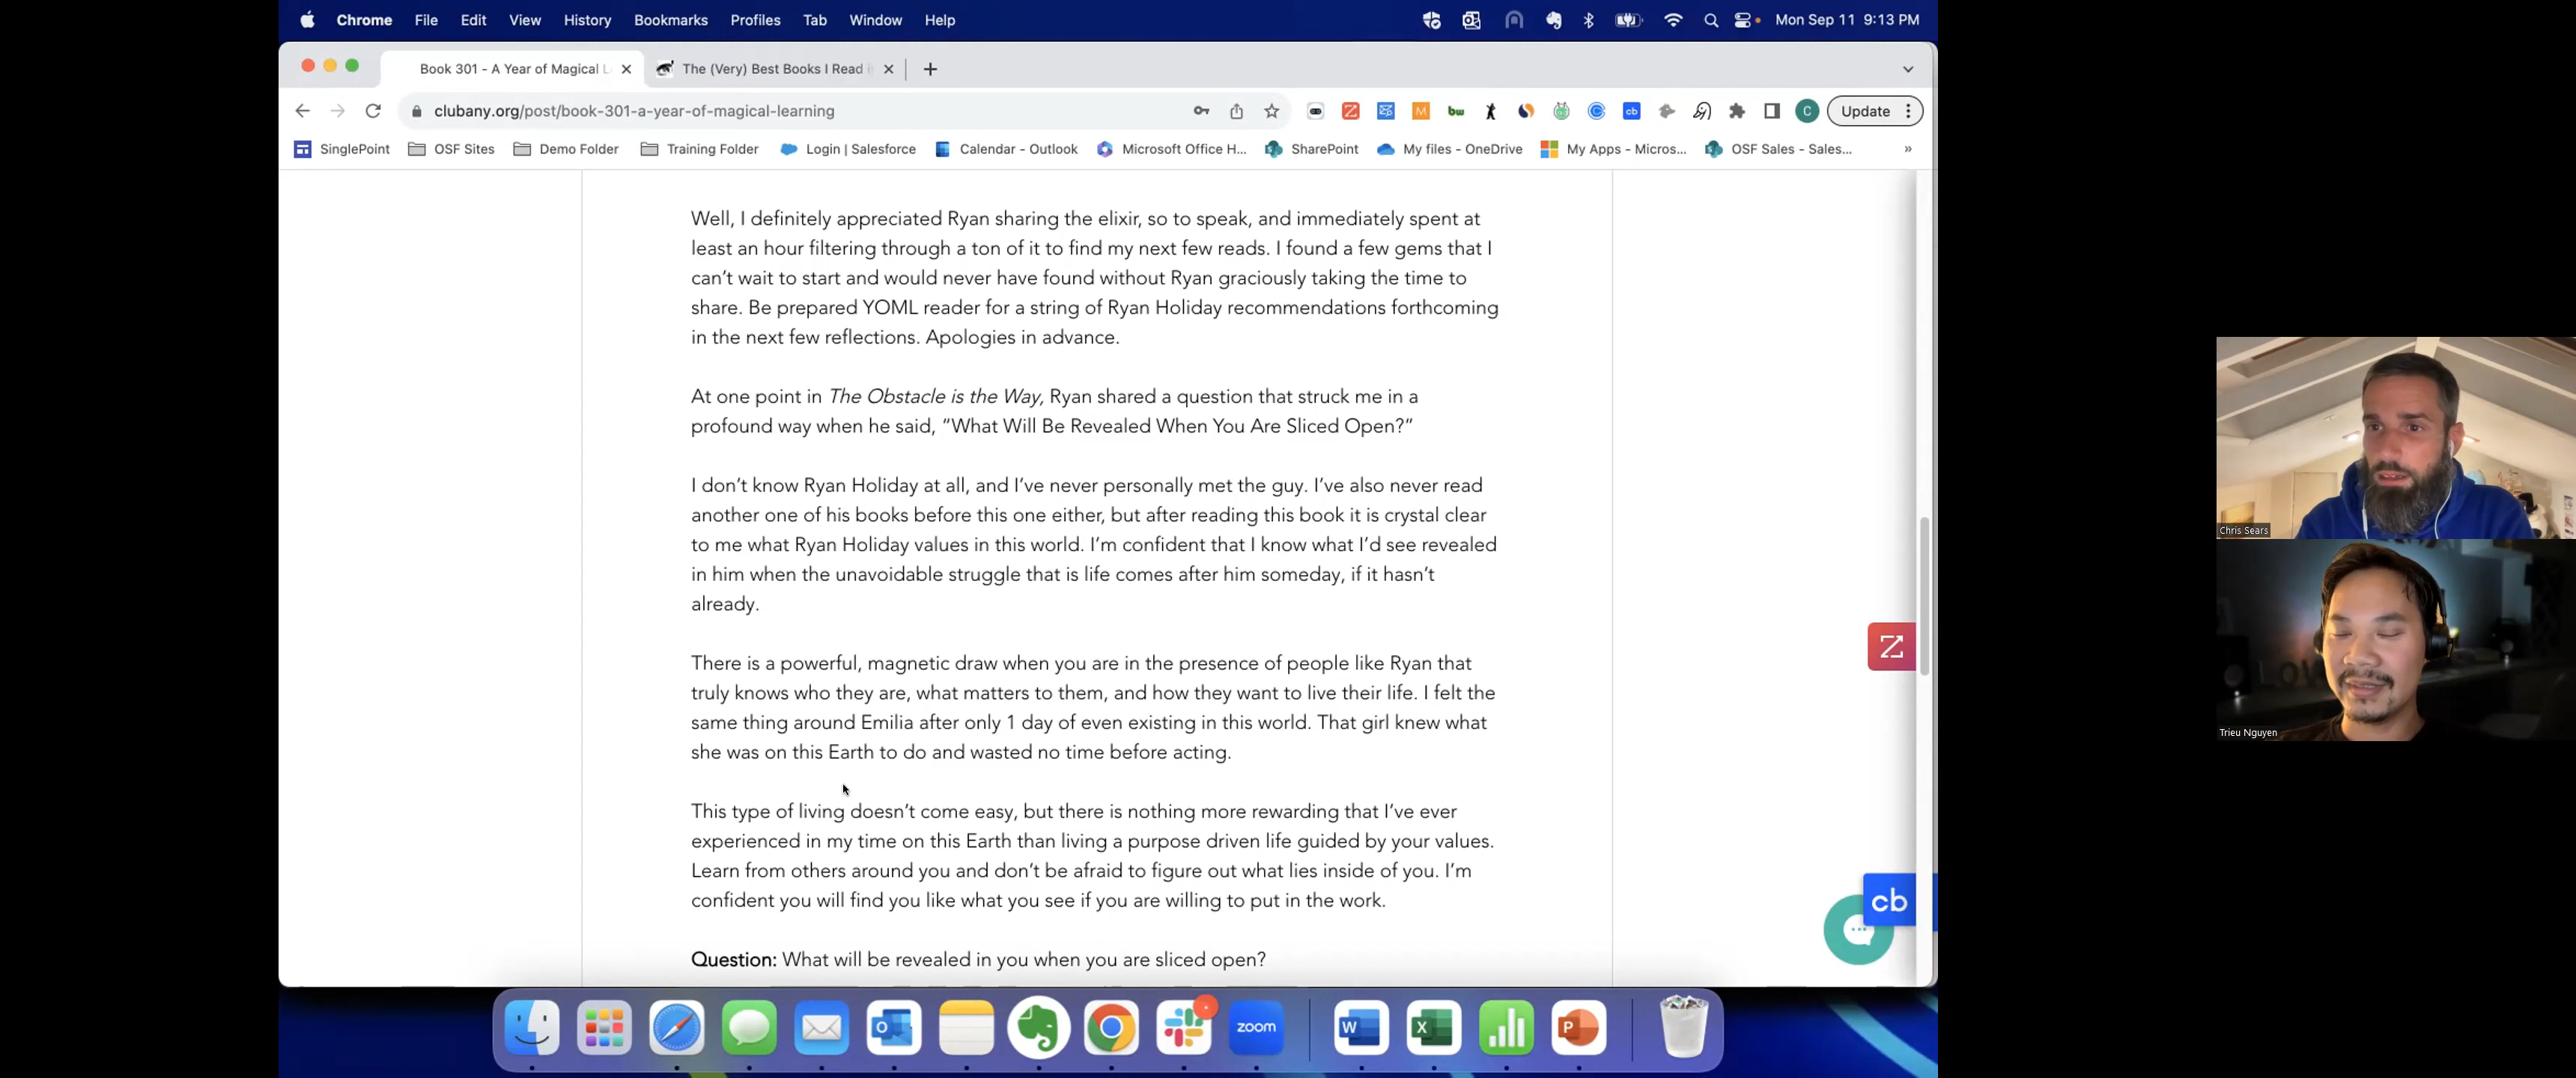 Chrome File Edit View History Bookmarks Profiles Tab Window Help Mon Sep 11 9:13 PM
Book 301 - A Year of Magical L The (Very) Best Books I Read
clubany.org/post/book-301-a-year-of-magical-learning M bw cb C Update
SinglePoint OSF Sites Demo Folder Training Folder Login | Salesforce Calendar - Outlook Microsoft Office H... SharePoint My files - OneDrive My Apps - Micros... OSF Sales - Sales... »
Well, I definitely appreciated Ryan sharing the elixir, so to speak, and immediately spent at
least an hour filtering through a ton of it to find my next few reads. I found a few gems that I
can’t wait to start and would never have found without Ryan graciously taking the time to
share. Be prepared YOML reader for a string of Ryan Holiday recommendations forthcoming
in the next few reflections. Apologies in advance.
At one point in The Obstacle is the Way, Ryan shared a question that struck me in a
profound way when he said, “What Will Be Revealed When You Are Sliced Open?”
I don’t know Ryan Holiday at all, and I’ve never personally met the guy. I’ve also never read
another one of his books before this one either, but after reading this book it is crystal clear
to me what Ryan Holiday values in this world. I’m confident that I know what I’d see revealed
in him when the unavoidable struggle that is life comes after him someday, if it hasn’t
already.
There is a powerful, magnetic draw when you are in the presence of people like Ryan that
truly knows who they are, what matters to them, and how they want to live their life. I felt the
same thing around Emilia after only 1 day of even existing in this world. That girl knew what
she was on this Earth to do and wasted no time before acting.
This type of living doesn’t come easy, but there is nothing more rewarding that I’ve ever
experienced in my time on this Earth than living a purpose driven life guided by your values.
Learn from others around you and don’t be afraid to figure out what lies inside of you. I’m
confident you will find you like what you see if you are willing to put in the work.
Question: What will be revealed in you when you are sliced open?
cb
O zoom W X P
Chris Sears
Trieu Nguyen